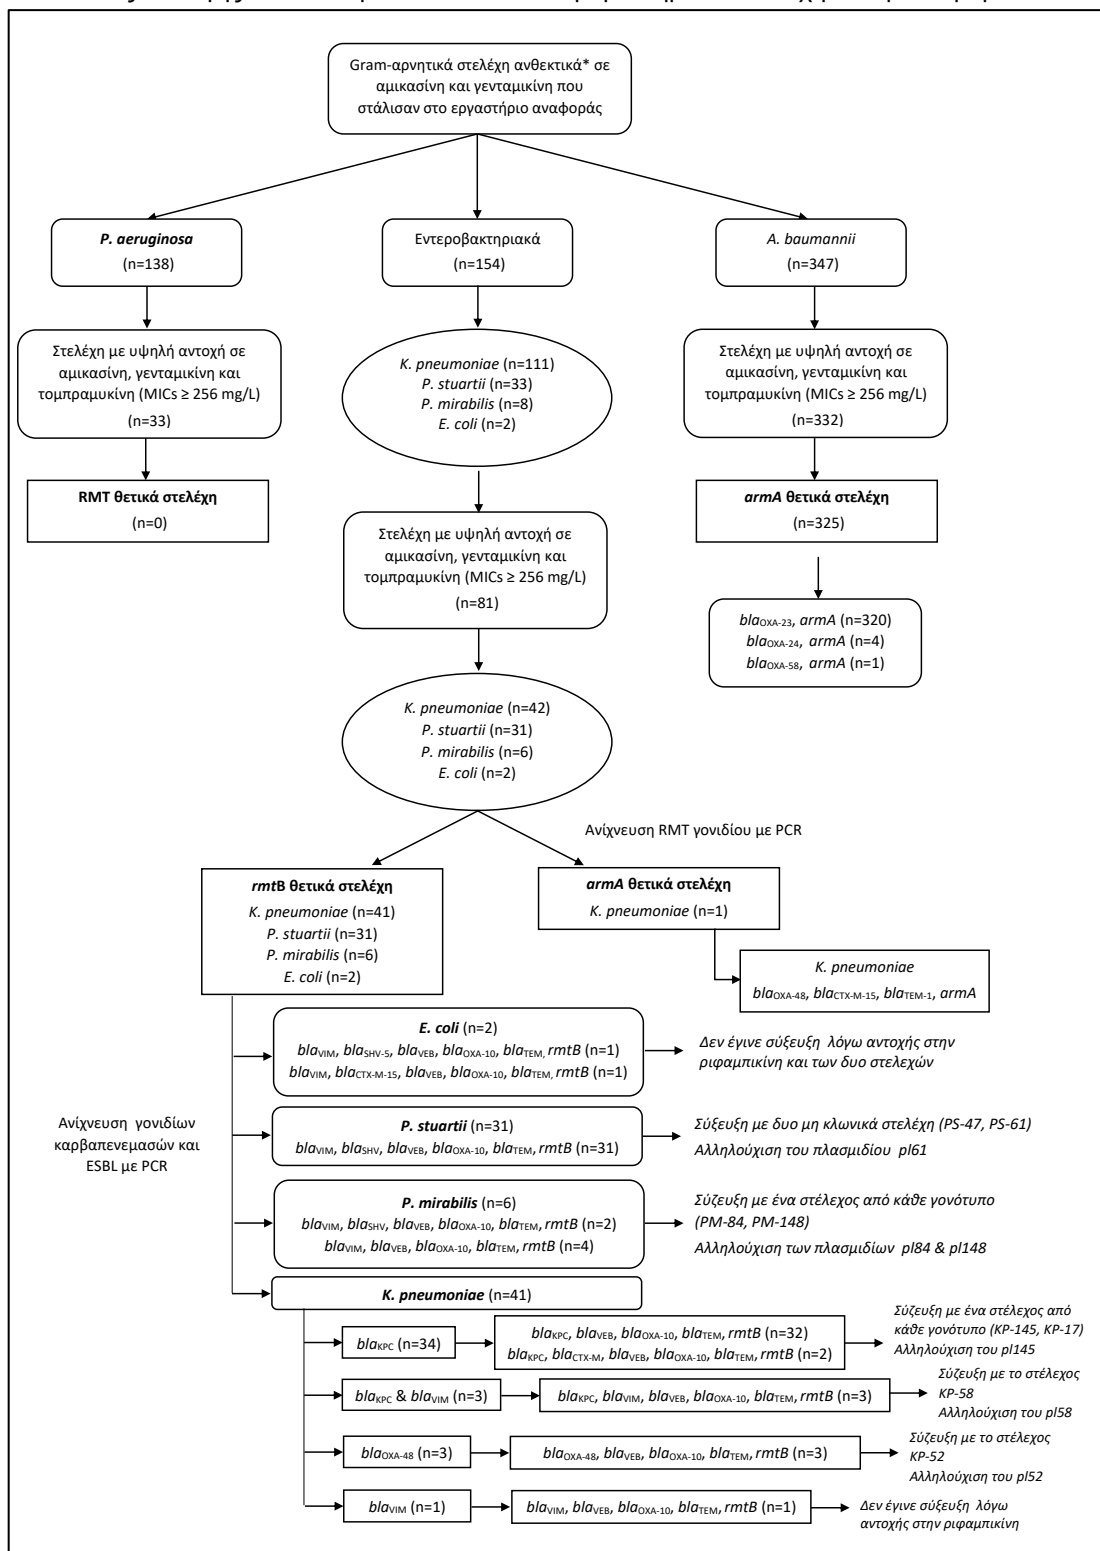 Gram-αρνητικά στελέχη ανθεκτικά* σε
αμικασίνη και γενταμικίνη που
στάλισαν στο εργαστήριο αναφοράς
P. aeruginosa
(n=138)
Εντεροβακτηριακά
(n=154)
A. baumannii
(n=347)
Στελέχη με υψηλή αντοχή σε
αμικασίνη, γενταμικίνη και
τομπραμυκίνη (MICs ≥ 256 mg/L)
(n=33)
K. pneumoniae (n=111)
P. stuartii (n=33)
P. mirabilis (n=8)
E. coli (n=2)
Στελέχη με υψηλή αντοχή σε
αμικασίνη, γενταμικίνη και
τομπραμυκίνη (MICs ≥ 256 mg/L)
(n=332)
RMT θετικά στελέχη
(n=0)
armA θετικά στελέχη
(n=325)
Στελέχη με υψηλή αντοχή σε
αμικασίνη, γενταμικίνη και
τομπραμυκίνη (MICs ≥ 256 mg/L)
(n=81)
blaOXA-23, armA (n=320)
blaOXA-24, armA (n=4)
blaOXA-58, armA (n=1)
K. pneumoniae (n=42)
P. stuartii (n=31)
P. mirabilis (n=6)
E. coli (n=2)
Ανίχνευση RMT γονιδίου με PCR
rmtB θετικά στελέχη
K. pneumoniae (n=41)
P. stuartii (n=31)
P. mirabilis (n=6)
E. coli (n=2)
armA θετικά στελέχη
K. pneumoniae (n=1)
K. pneumoniae
blaOXA-48, blaCTX-M-15, blaTEM-1, armA
Ανίχνευση γονιδίων
καρβαπενεμασών και
ESBL με PCR
E. coli (n=2)
blaVIM, blaSHV-5, blaVEB, blaOXA-10, blaTEM, rmtB (n=1)
blaVIM, blaCTX-M-15, blaVEB, blaOXA-10, blaTEM, rmtB (n=1)
Δεν έγινε σύξευξη λόγω αντοχής στην
ριφαμπικίνη και των δυο στελεχών
P. stuartii (n=31)
blaVIM, blaSHV, blaVEB, blaOXA-10, blaTEM, rmtB (n=31)
Σύξευξη με δυο μη κλωνικά στελέχη (PS-47, PS-61)
Αλληλούχιση του πλασμιδίου pl61
P. mirabilis (n=6)
blaVIM, blaSHV, blaVEB, blaOXA-10, blaTEM, rmtB (n=2)
blaVIM, blaVEB, blaOXA-10, blaTEM, rmtB (n=4)
Σύζευξη με ένα στέλεχος από κάθε γονότυπο
(PM-84, PM-148)
Αλληλούχιση των πλασμιδίων pl84 & pl148
K. pneumoniae (n=41)
blaKPC (n=34)
blaKPC, blaVEB, blaOXA-10, blaTEM, rmtB (n=32)
blaKPC, blaCTX-M, blaVEB, blaOXA-10, blaTEM, rmtB (n=2)
Σύζευξη με ένα στέλεχος από
κάθε γονότυπο (KP-145, KP-17)
Αλληλούχιση του pl145
blaKPC & blaVIM (n=3)
blaKPC, blaVIM, blaVEB, blaOXA-10, blaTEM, rmtB (n=3)
Σύζευξη με το στέλεχος
KP-58
Αλληλούχιση του pl58
blaOXA-48 (n=3)
blaOXA-48, blaVEB, blaOXA-10, blaTEM, rmtB (n=3)
Σύζευξη με το στέλεχος
KP-52
Αλληλούχιση του pl52
blaVIM (n=1)
blaVIM, blaVEB, blaOXA-10, blaTEM, rmtB (n=1)
Δεν έγινε σύξευξη λόγω
αντοχής στην ριφαμπικίνη